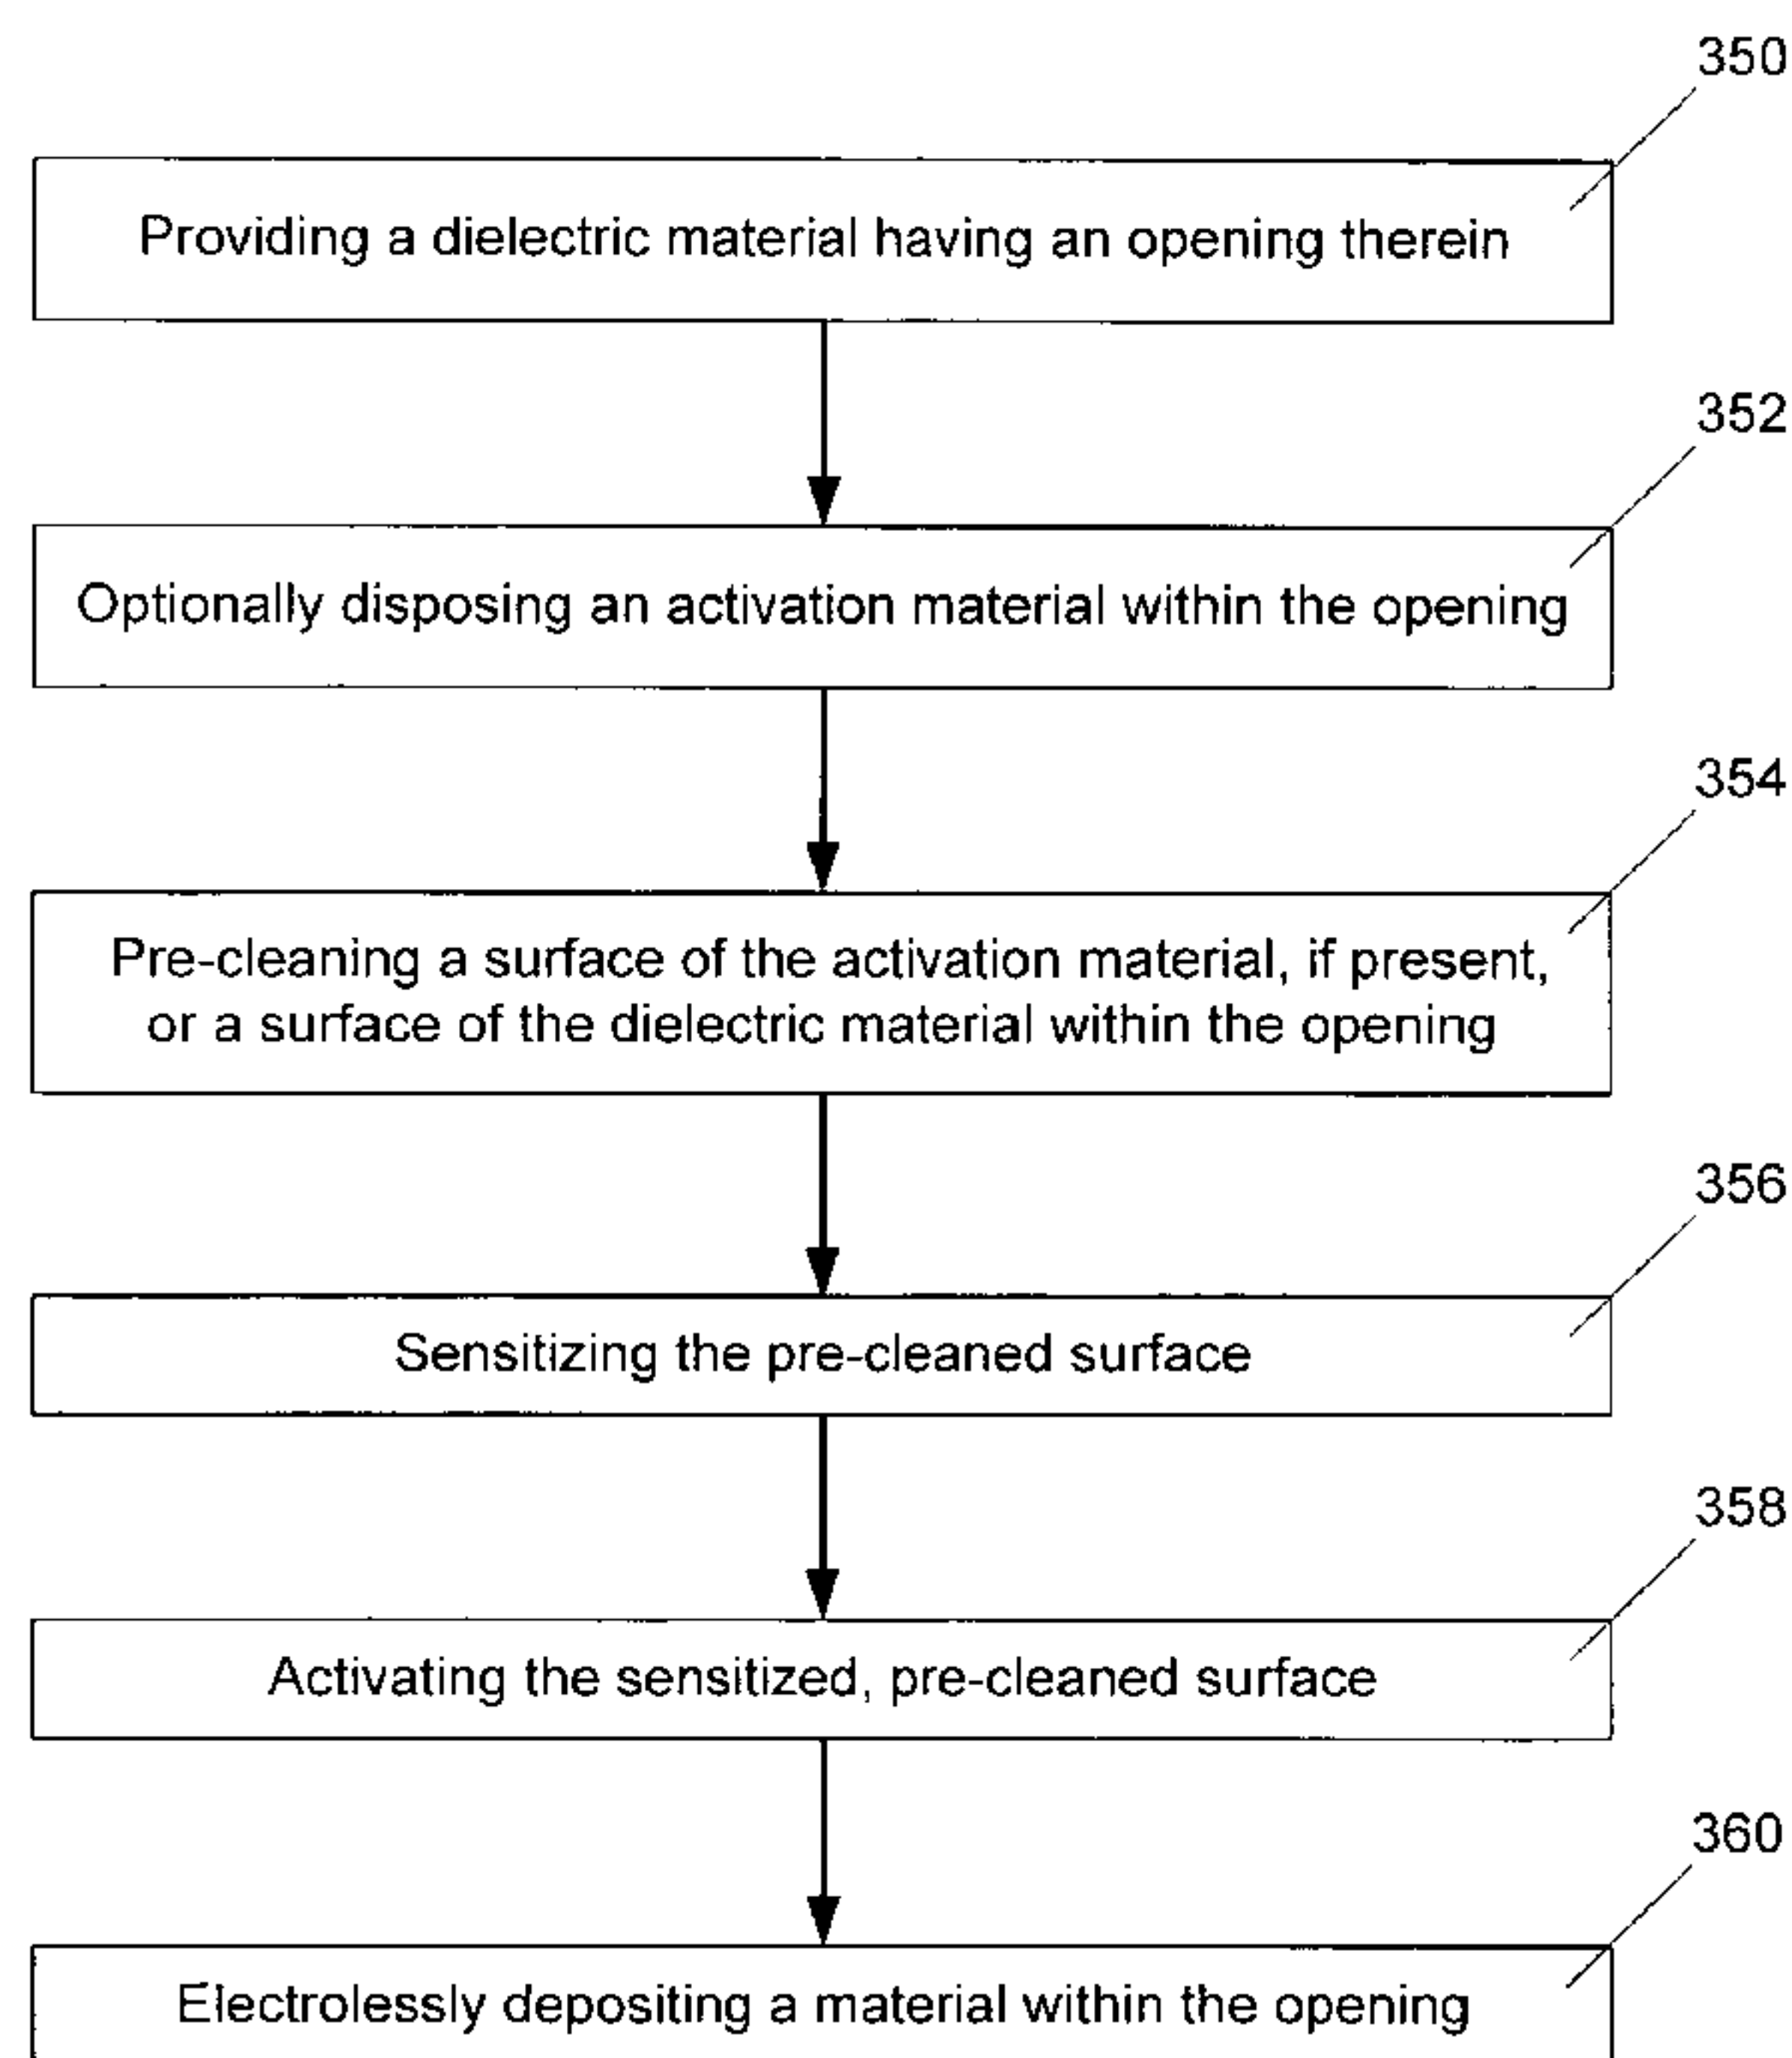 350
Providing a dielectric material having an opening therein
352
Optionally disposing an activation material within the opening
354
Pre-cleaning a surface of the activation material, if present,
or a surface of the dielectric material within the opening
356
Sensitizing the pre-cleaned surface
358
Activating the sensitized, pre-cleaned surface
360
Electrolessly depositing a material within the opening